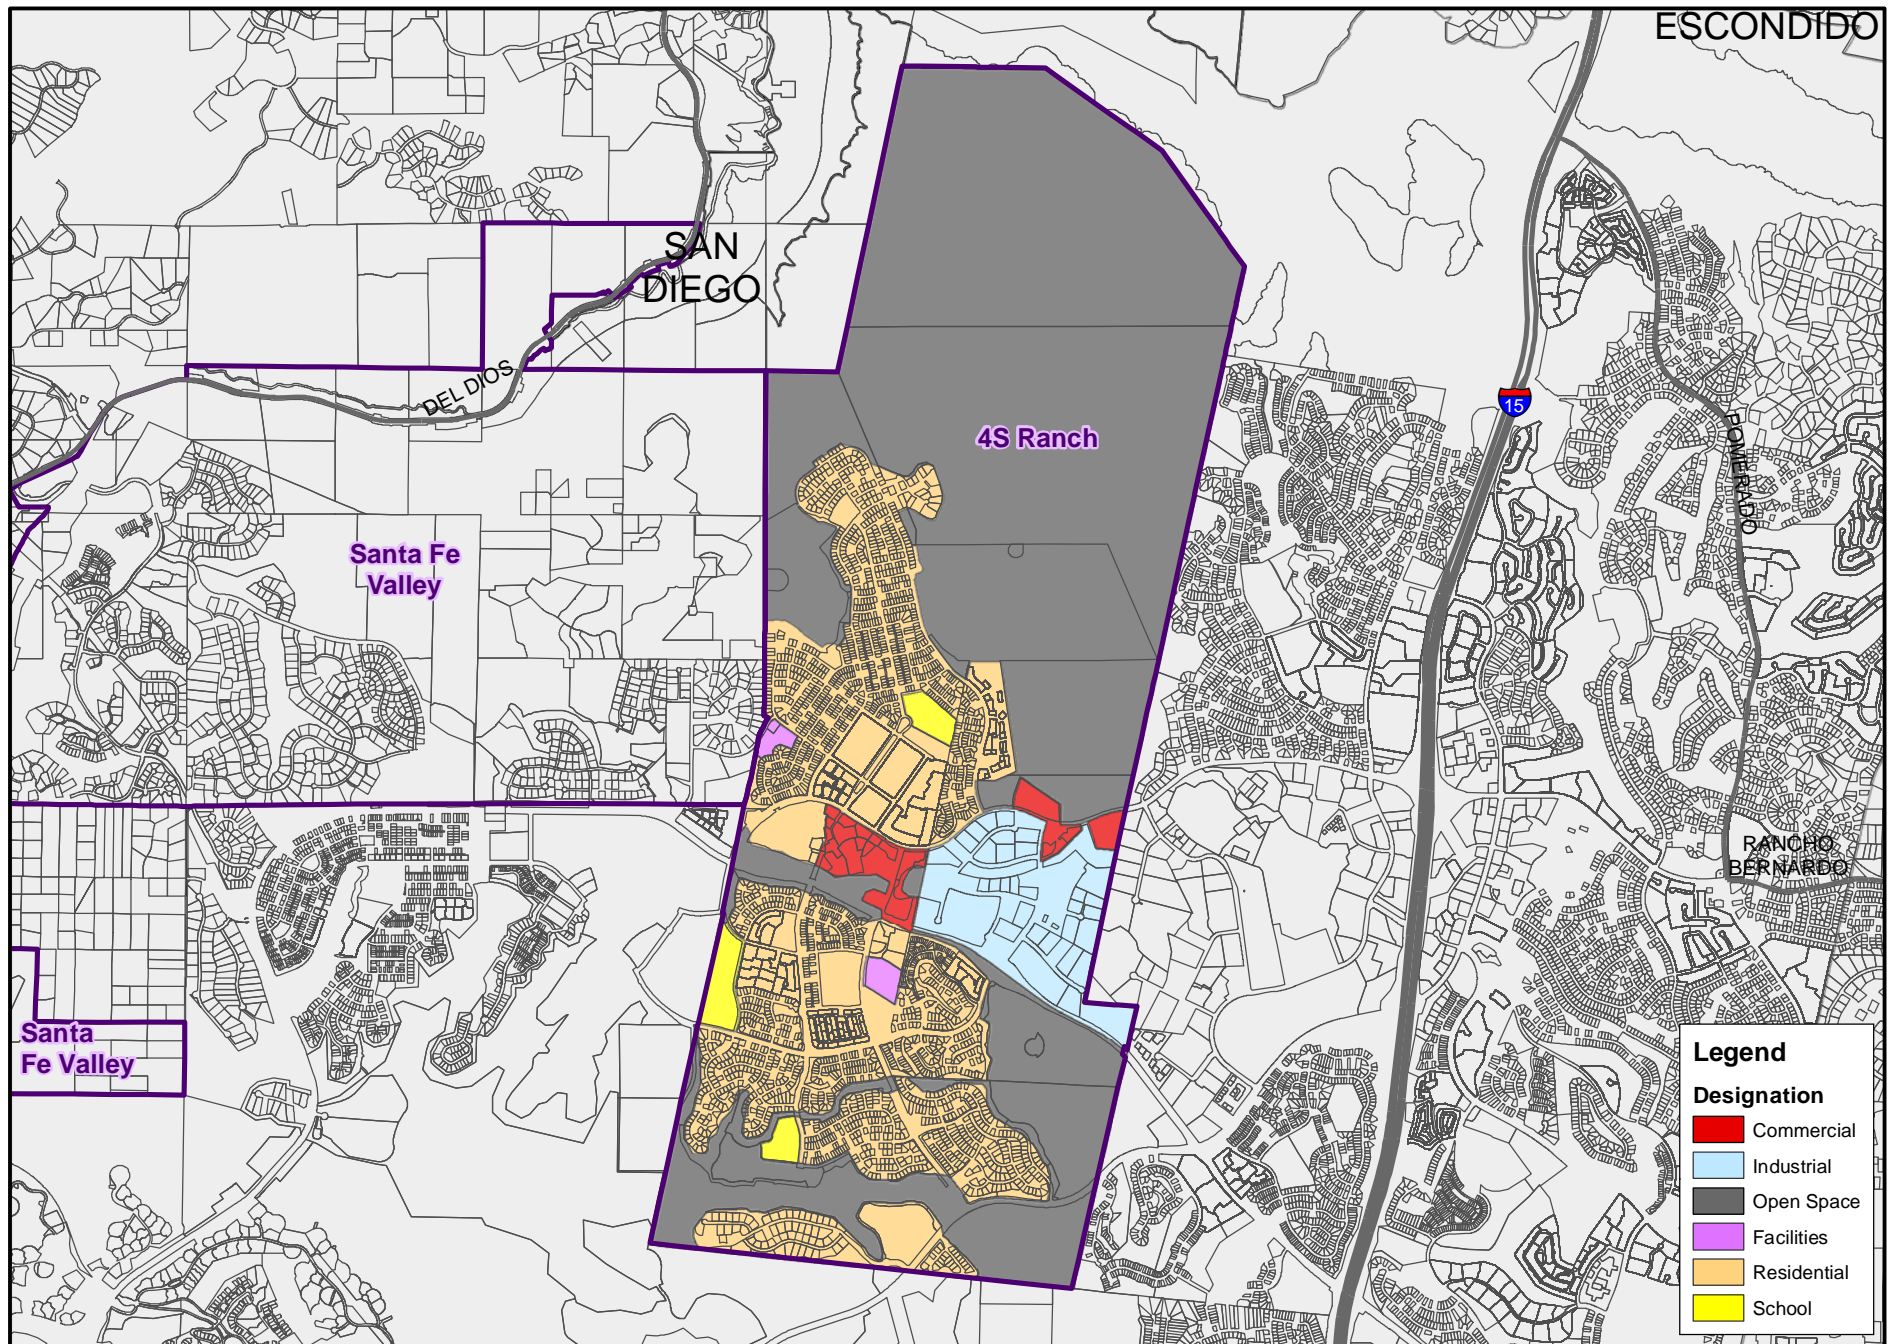 ESCONDIDO
SAN
DIEGO
DEL DIOS
15
4S Ranch
POMERADO
Santa Fe
Valley
RANCHO
BERNARDO
Santa
Fe Valley
Legend
Designation
Commercial
Industrial
Open Space
Facilities
Residential
School